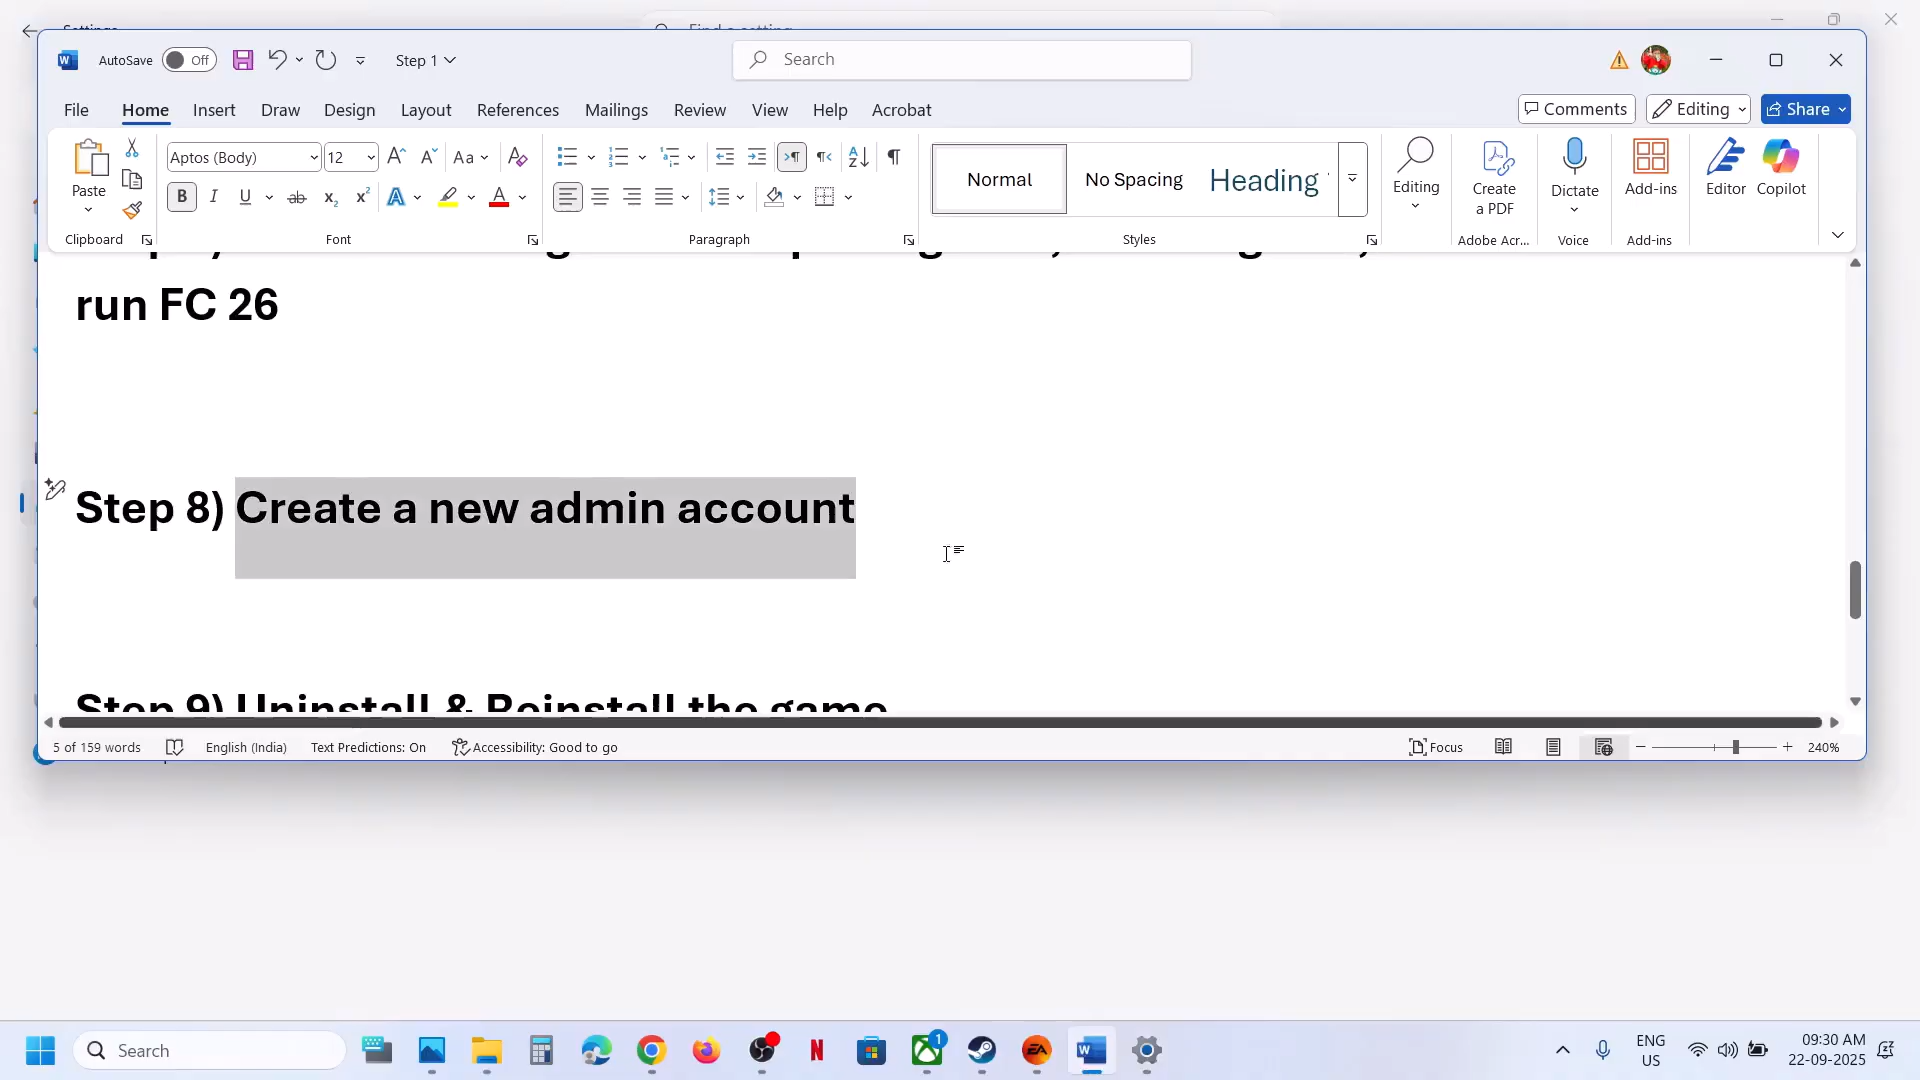 Settings
Find a setting
AutoSave Off Step 1 Search
File Home Insert Draw Design Layout References Mailings Review View Help Acrobat Comments Editing Share
Paste
Aptos (Body) 12 Aa
B I U ab x₂ x² A A
Normal No Spacing Heading
Editing
Create a PDF
Dictate
Add-ins
Editor
Copilot
Clipboard Font Paragraph Styles Adobe Acr... Voice Add-ins
run FC 26
Step 8) Create a new admin account
Step 9) Uninstall & Reinstall the game
5 of 159 words English (India) Text Predictions: On Accessibility: Good to go Focus 240%
Search
ENG
US
09:30 AM
22-09-2025